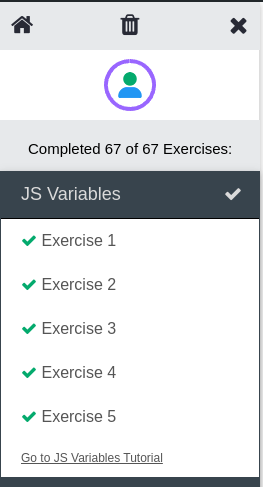 Completed 67 of 67 Exercises:
JS Variables
Exercise 1
Exercise 2
Exercise 3
Exercise 4
Exercise 5
Go to JS Variables Tutorial